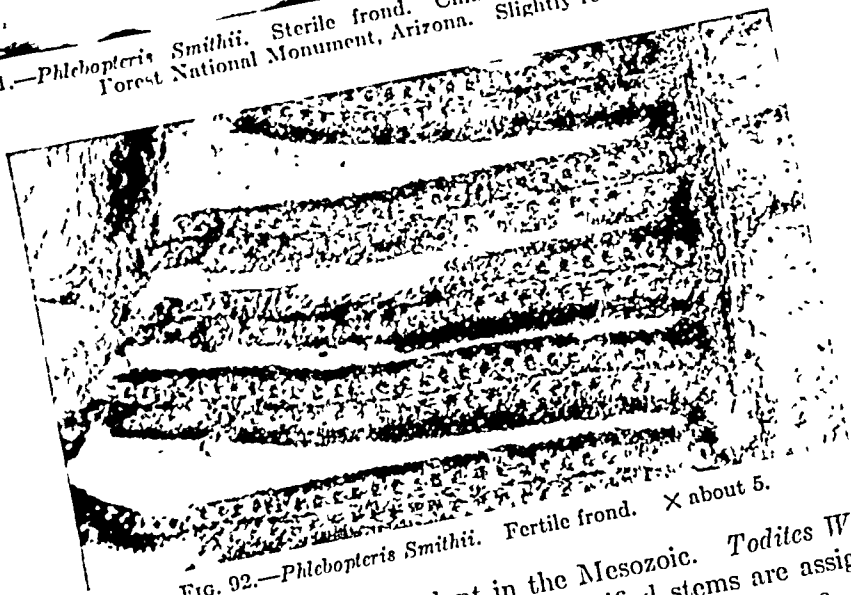 1.—Phlebopteris Smithii. Sterile frond.
Forest National Monument, Arizona. Slightly
FIG. 92.—Phlebopteris Smithii. Fertile frond. × about 5.
in the Mesozoic. Todites W
stems are assig